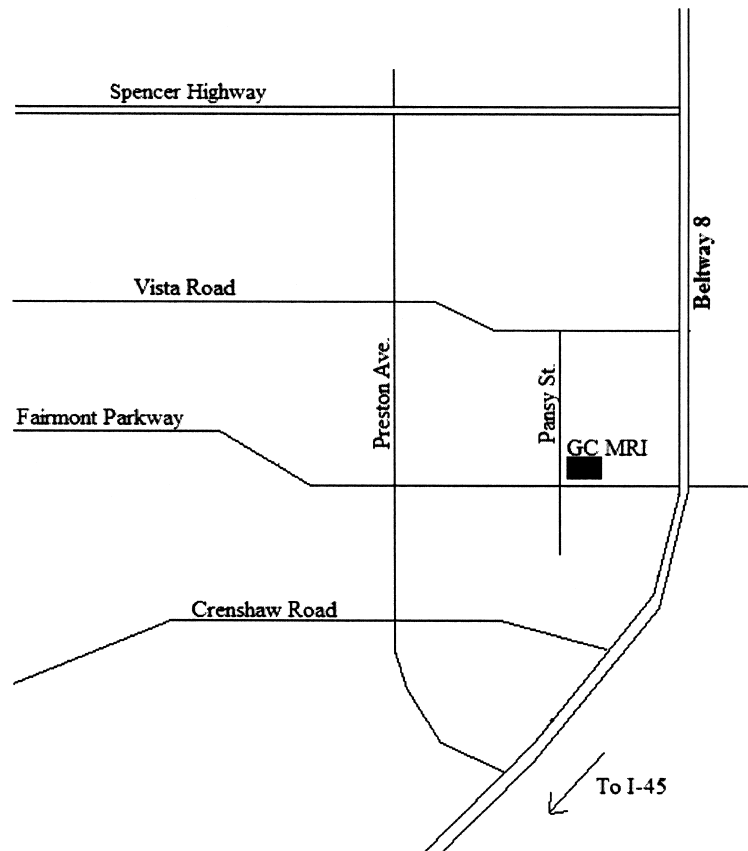 Spencer Highway
Beltway 8
Vista Road
Preston Ave.
Pansy St.
Fairmont Parkway
GC MRI
Crenshaw Road
To I-45